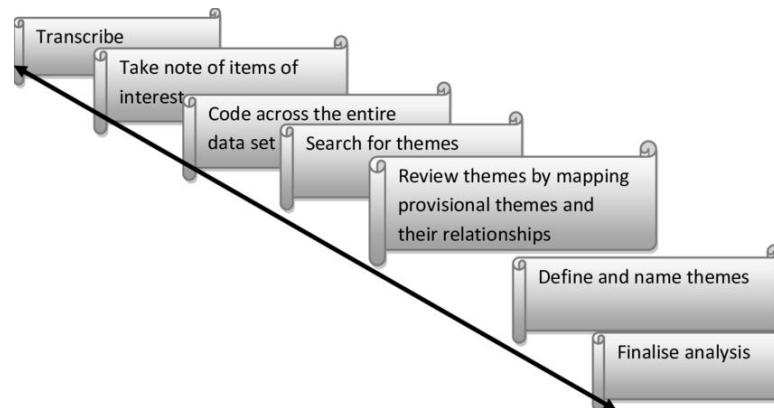 Transcribe
Take note of items of
interest
Code across the entire
data set
Search for themes
Review themes by mapping
provisional themes and
their relationships
Define and name themes
Finalise analysis